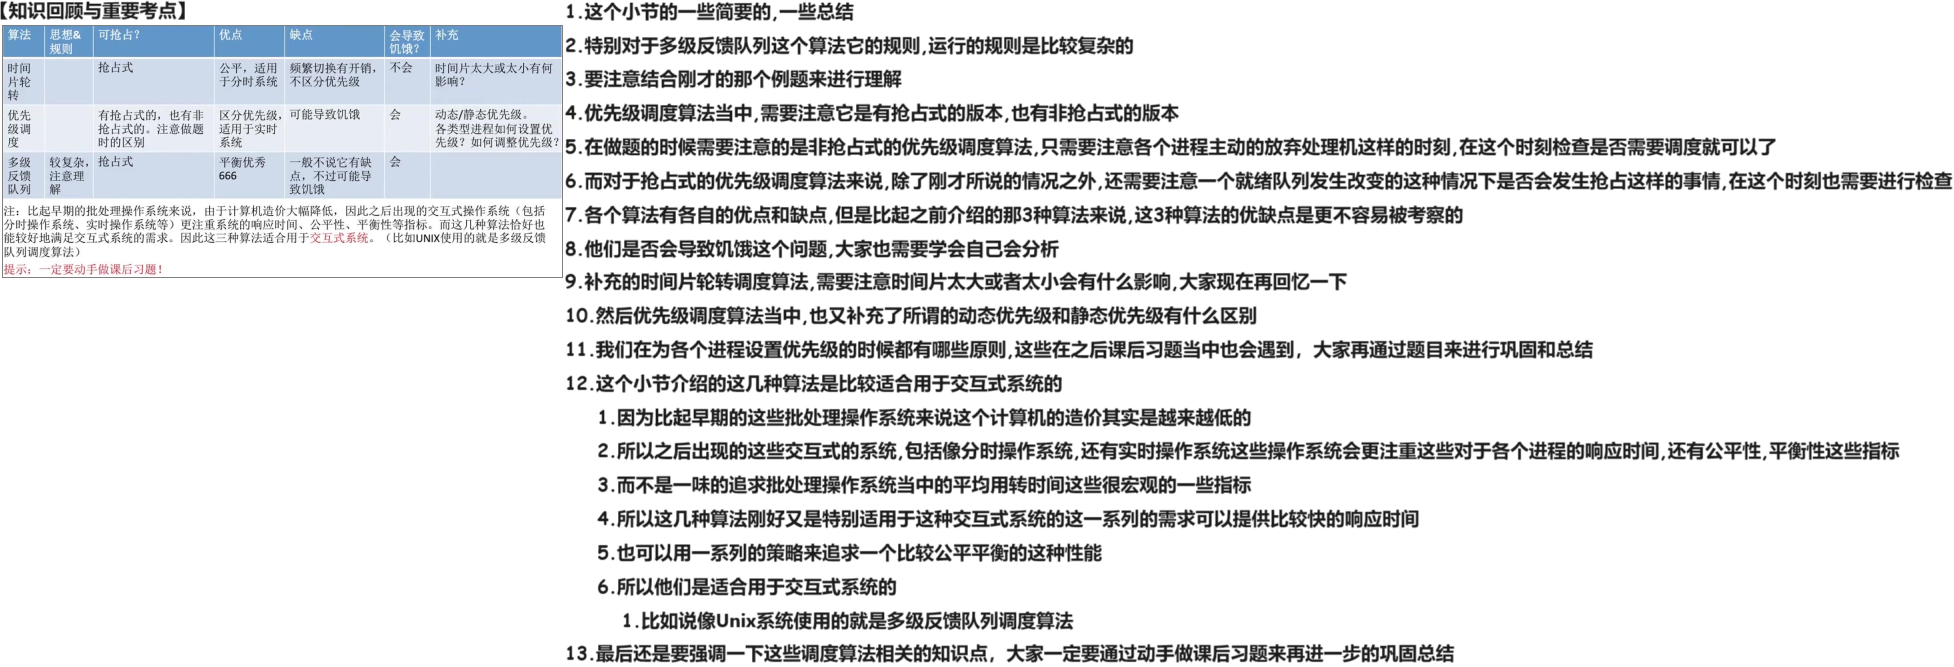 【知识回顾与重要考点】
算法 思想& 可抢占？ 优点 缺点 会导致 补充
规则 饥饿？
时间 抢占式 公平，适用 频繁切换有开销， 不会 时间片太大或太小有何
片轮 于分时系统 不区分优先级 影响？
转
优先 有抢占式的，也有非 区分优先级， 可能导致饥饿 会 动态/静态优先级。
级调 抢占式的。注意做题 适用于实时 各类型进程如何设置优
度 时的区别 系统 先级？如何调整优先级？
多级 较复杂， 抢占式 平衡优秀 一般不说它有缺 会
反馈 注意理 666 点，不过可能导
队列 解 致饥饿
注：比起早期的批处理操作系统来说，由于计算机造价大幅降低，因此之后出现的交互式操作系统（包括
分时操作系统、实时操作系统等）更注重系统的响应时间、公平性、平衡性等指标。而这几种算法恰好也
能较好地满足交互式系统的需求。因此这三种算法适合用于交互式系统。（比如UNIX使用的就是多级反馈
队列调度算法）
提示：一定要动手做课后习题！
1.这个小节的一些简要的,一些总结
2.特别对于多级反馈队列这个算法它的规则,运行的规则是比较复杂的
3.要注意结合刚才的那个例题来进行理解
4.优先级调度算法当中,需要注意它是有抢占式的版本,也有非抢占式的版本
5.在做题的时候需要注意的是非抢占式的优先级调度算法,只需要注意各个进程主动的放弃处理机这样的时刻,在这个时刻检查是否需要调度就可以了
6.而对于抢占式的优先级调度算法来说,除了刚才所说的情况之外,还需要注意一个就绪队列发生改变的这种情况下是否会发生抢占这样的事情,在这个时刻也需要进行检查
7.各个算法有各自的优点和缺点,但是比起之前介绍的那3种算法来说,这3种算法的优缺点是更不容易被考察的
8.他们是否会导致饥饿这个问题,大家也需要学会自己会分析
9.补充的时间片轮转调度算法,需要注意时间片太大或者太小会有什么影响,大家现在再回忆一下
10.然后优先级调度算法当中,也又补充了所谓的动态优先级和静态优先级有什么区别
11.我们在为各个进程设置优先级的时候都有哪些原则,这些在之后课后习题当中也会遇到，大家再通过题目来进行巩固和总结
12.这个小节介绍的这几种算法是比较适合用于交互式系统的
1.因为比起早期的这些批处理操作系统来说这个计算机的造价其实是越来越低的
2.所以之后出现的这些交互式的系统,包括像分时操作系统,还有实时操作系统这些操作系统会更注重这些对于各个进程的响应时间,还有公平性,平衡性这些指标
3.而不是一味的追求批处理操作系统当中的平均用转时间这些很宏观的一些指标
4.所以这几种算法刚好又是特别适用于这种交互式系统的这一系列的需求可以提供比较快的响应时间
5.也可以用一系列的策略来追求一个比较公平平衡的这种性能
6.所以他们是适合用于交互式系统的
1.比如说像Unix系统使用的就是多级反馈队列调度算法
13.最后还是要强调一下这些调度算法相关的知识点，大家一定要通过动手做课后习题来再进一步的巩固总结